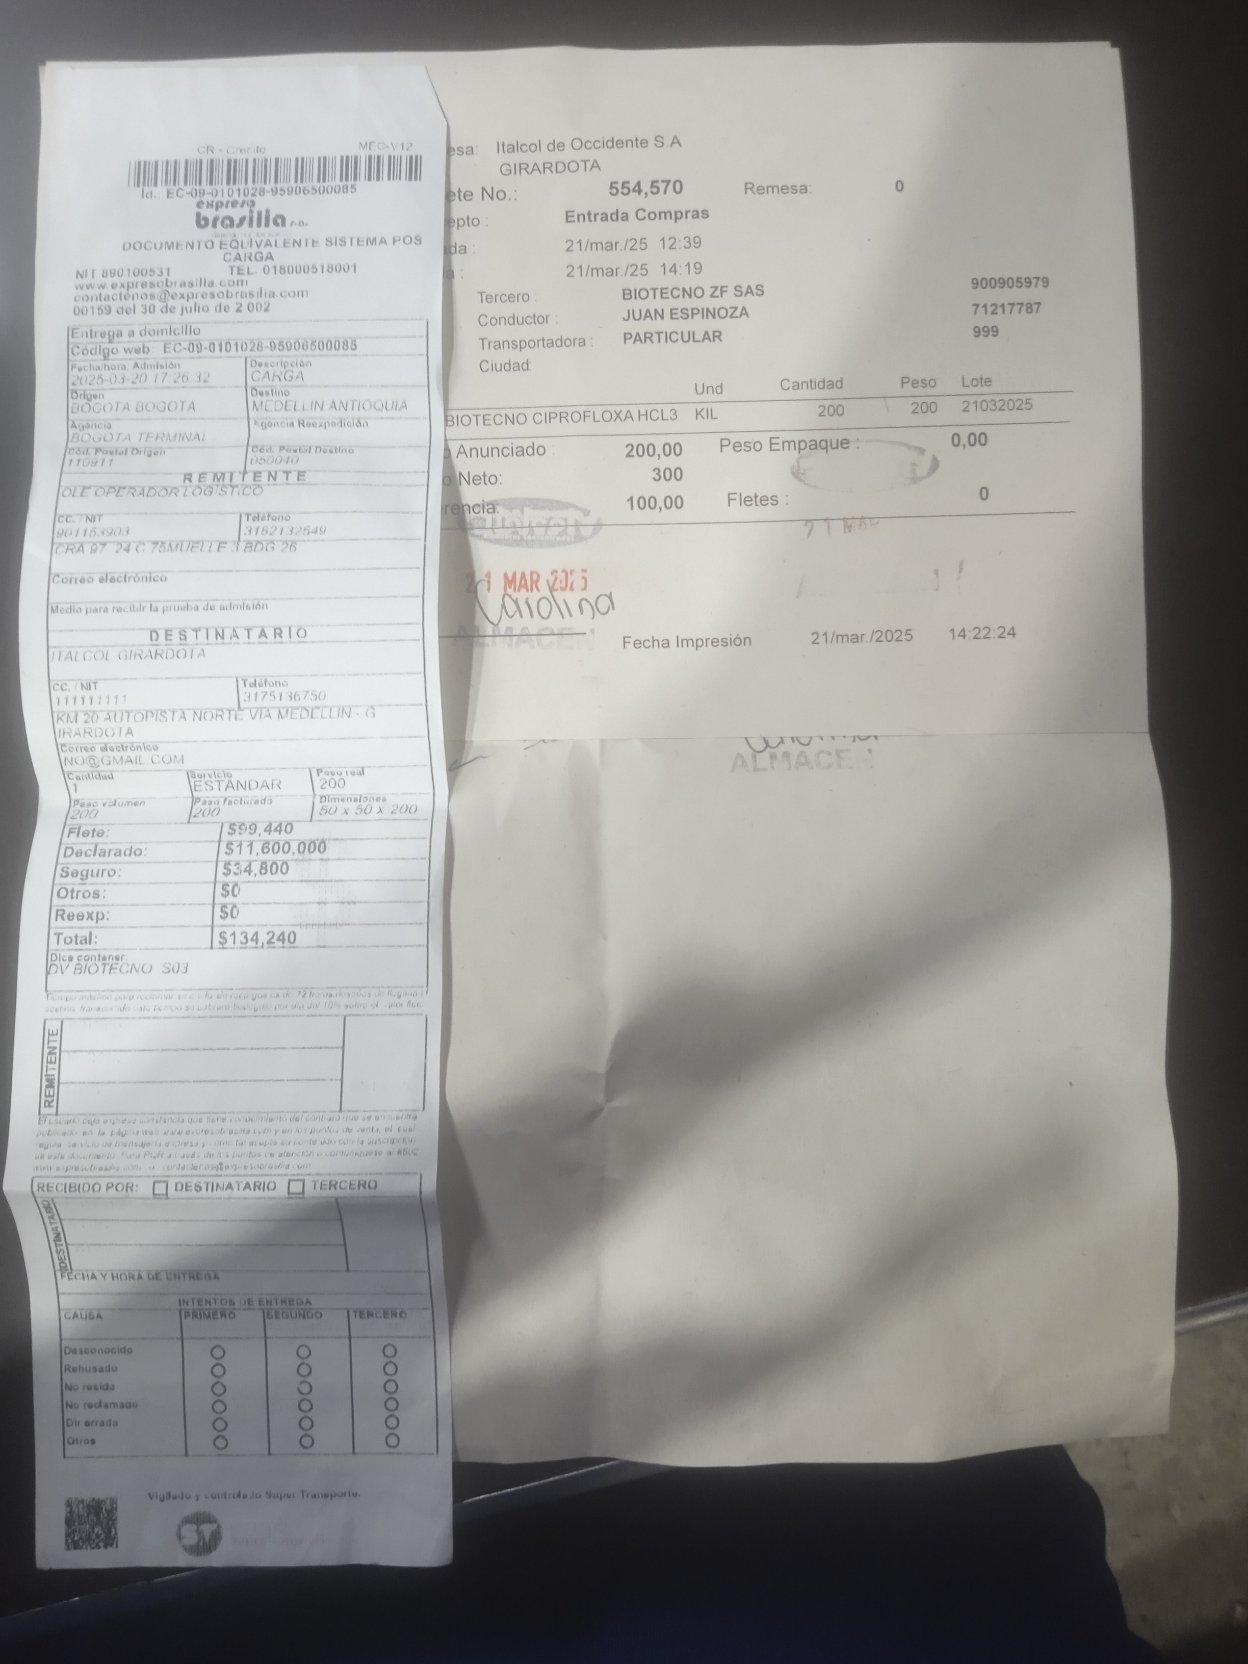 CR - Credito MEC-V12
Id. EC-09-0101028-95906500085
expreso
brasilia s.a.
DOCUMENTO EQUIVALENTE SISTEMA POS
CARGA
NIT 890100531 TEL. 018000518001
www.expresobrasilia.com
contactenos@expresobrasilia.com
00159 del 30 de julio de 2 002
Entrega a domicilio
Código web: EC-09-0101028-95906500085
Fecha/hora Admisión Descripción
2025-03-20 17:26:32 CARGA
Origen Destino
BOGOTA BOGOTA MEDELLIN ANTIOQUIA
Agencia Agencia Reexpedición
BOGOTA TERMINAL
Cód. Postal Origen Cód. Postal Destino
110911 050040
REMITENTE
OLE OPERADOR LOGISTICO
CC. / NIT Teléfono
901153903 3182132549
CRA 97 24 C 75MUELLE 3 BDG 26
Correo electrónico
Medio para recibir la prueba de admisión
DESTINATARIO
ITALCOL GIRARDOTA
CC. / NIT Teléfono
111111111 3175136750
KM 20 AUTOPISTA NORTE VIA MEDELLIN - G
IRARDOTA
Correo electrónico
NO@GMAIL.COM
Cantidad Servicio Peso real
1 ESTANDAR 200
Peso volumen Peso facturado Dimensiones
200 200 50 x 50 x 200
Flete: $99,440
Declarado: $11,600,000
Seguro: $34,800
Otros: $0
Reexp: $0
Total: $134,240
Dice contener:
DV BIOTECNO S03
REMITENTE
RECIBIDO POR: DESTINATARIO TERCERO
DESTINATARIO
FECHA Y HORA DE ENTREGA
INTENTOS DE ENTREGA
CAUSA PRIMERO SEGUNDO TERCERO
Desconocido
Rehusado
No reside
No reclamado
Dir errada
Otros
Vigilado y controlado Super Transporte.
ST
esa: Italcol de Occidente S.A
GIRARDOTA
ete No.: 554,570 Remesa: 0
epto : Entrada Compras
da : 21/mar./25 12:39
a : 21/mar./25 14:19
Tercero : BIOTECNO ZF SAS 900905979
Conductor : JUAN ESPINOZA 71217787
Transportadora : PARTICULAR 999
Ciudad:
Und Cantidad Peso Lote
BIOTECNO CIPROFLOXA HCL3 KIL 200 200 21032025
Anunciado : 200,00 Peso Empaque : 0,00
o Neto: 300
rencia: 100,00 Fletes : 0
21 MAR
21 MAR 2025
Carolina
ALMACEN
Fecha Impresión 21/mar./2025 14:22:24
ALMACEN